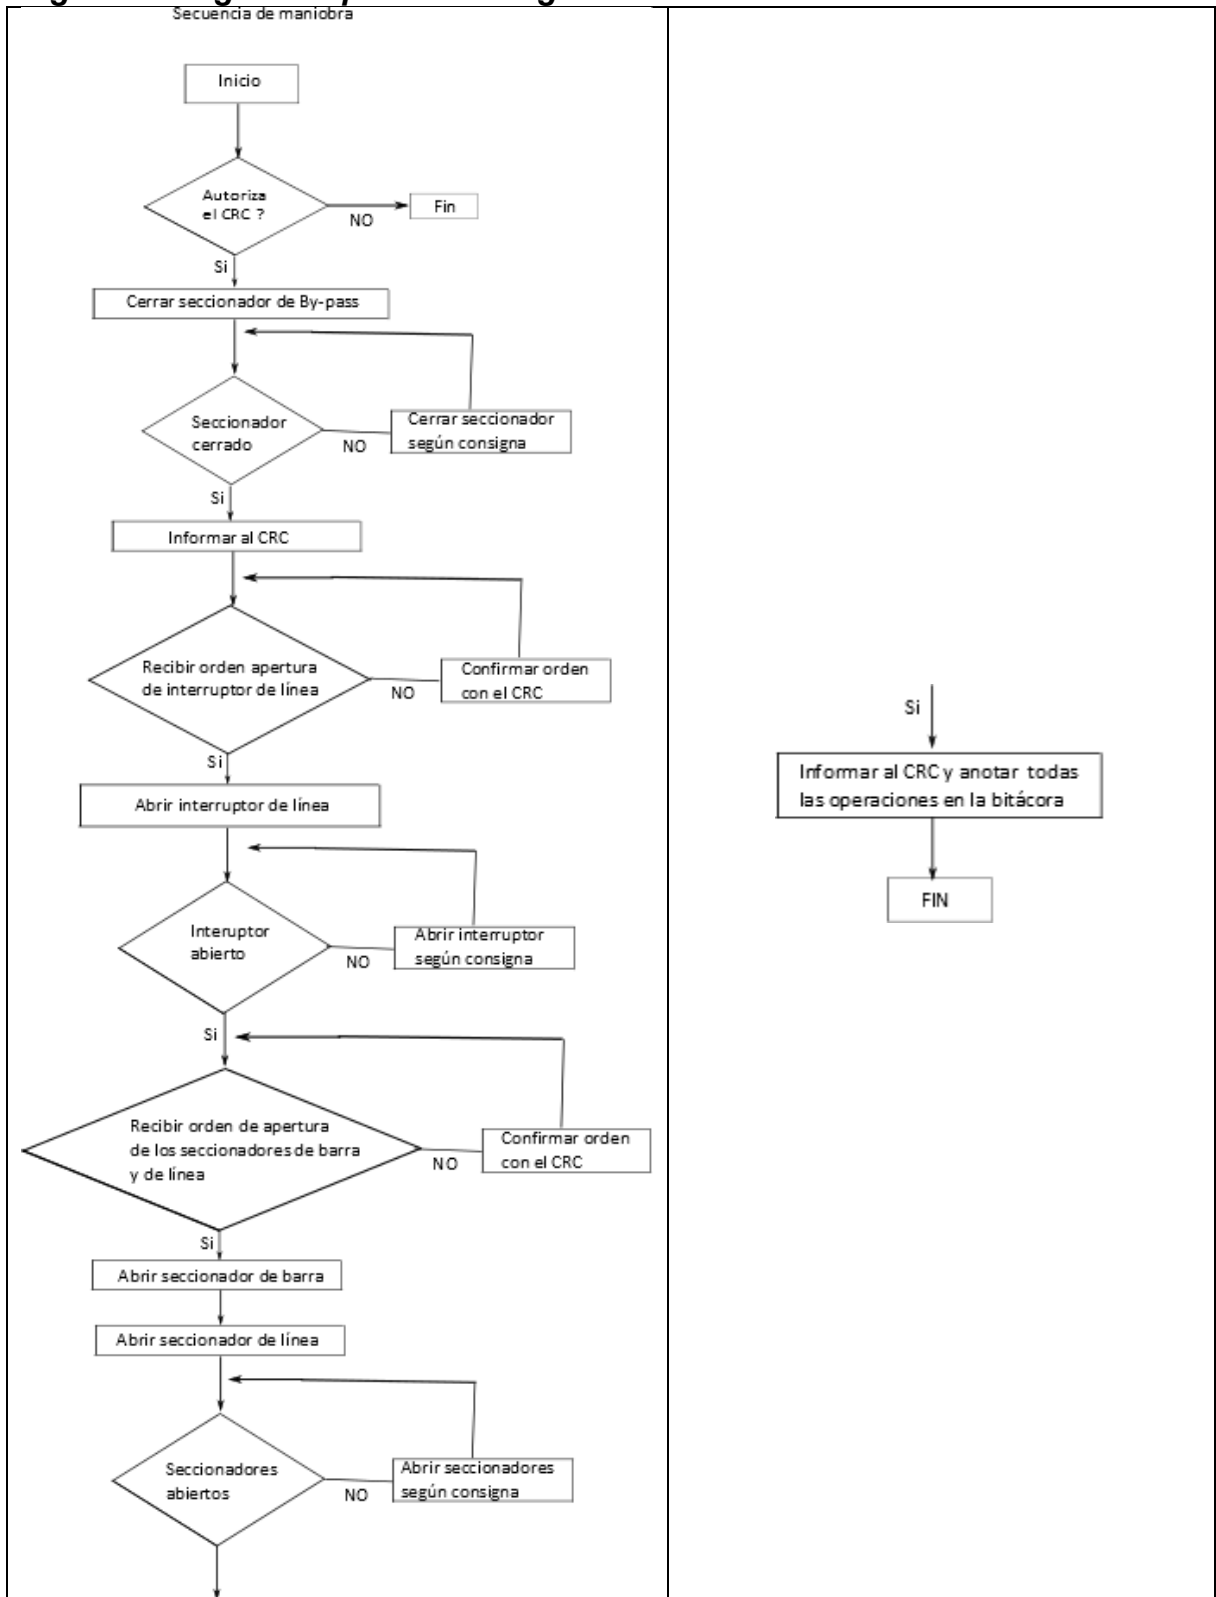 Secuencia de maniobra
Inicio
Autoriza
el CRC ?
NO
Fin
Si
Cerrar seccionador de By-pass
Seccionador
cerrado
NO
Cerrar seccionador
según consigna
Si
Informar al CRC
Recibir orden apertura
de interruptor de línea
NO
Confirmar orden
con el CRC
Si
Abrir interruptor de línea
Interuptor
abierto
NO
Abrir interruptor
según consigna
Si
Recibir orden de apertura
de los seccionadores de barra
y de línea
NO
Confirmar orden
con el CRC
Si
Abrir seccionador de barra
Abrir seccionador de línea
Seccionadores
abiertos
NO
Abrir seccionadores
según consigna
Si
Informar al CRC y anotar todas
las operaciones en la bitácora
FIN